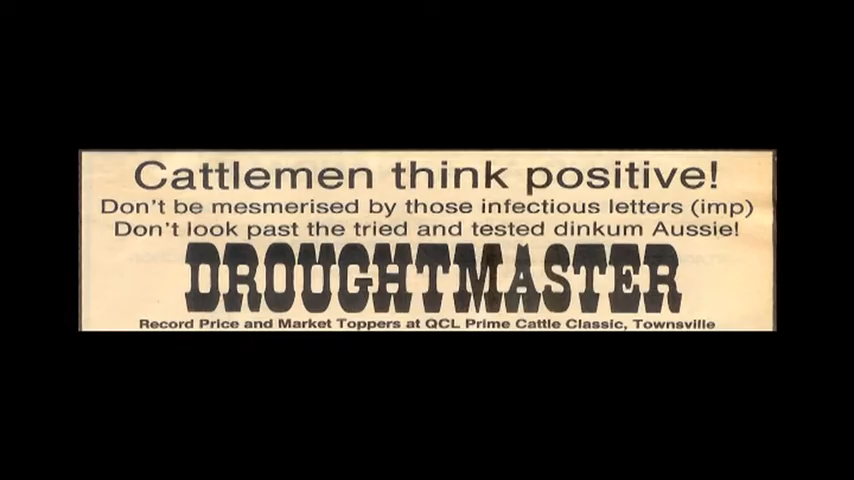 Cattlemen think positive!
Don't be mesmerised by those infectious letters (imp)
Don't look past the tried and tested dinkum Aussie!
DROUGHTMASTER
Record Price and Market Toppers at QCL Prime Cattle Classic, Townsville